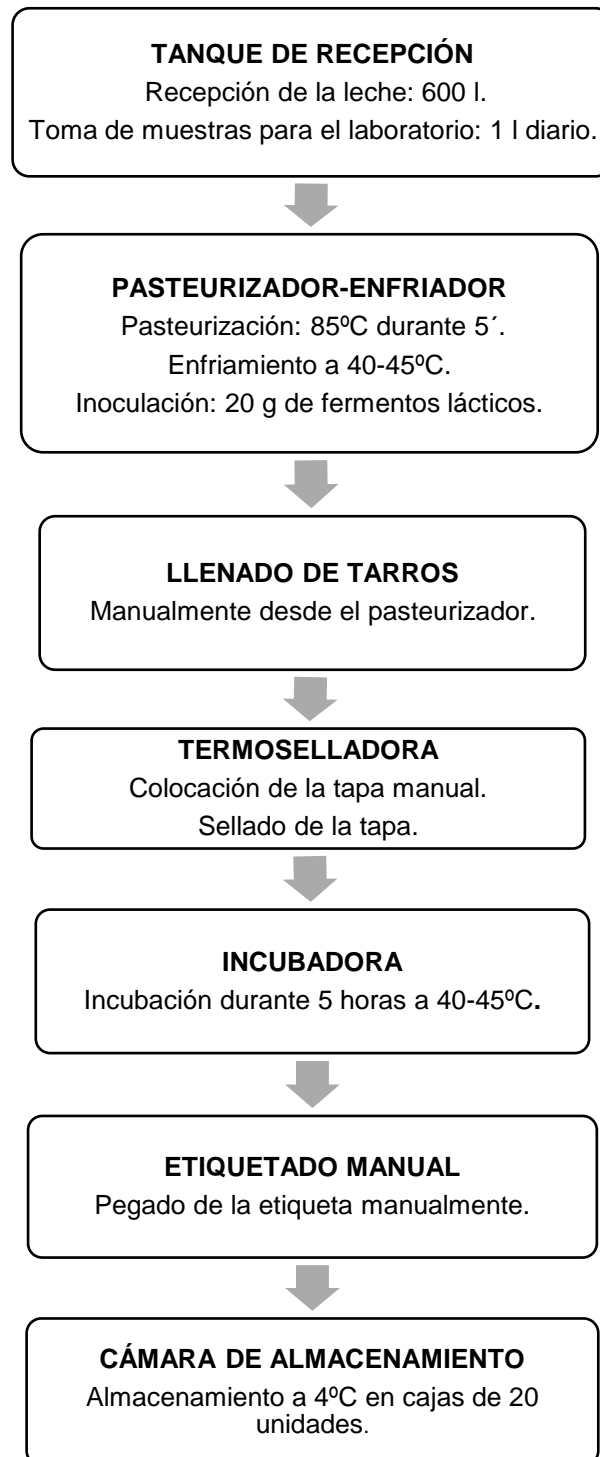 TANQUE DE RECEPCIÓN
Recepción de la leche: 600 l.
Toma de muestras para el laboratorio: 1 l diario.
PASTEURIZADOR-ENFRIADOR
Pasteurización: 85ºC durante 5´.
Enfriamiento a 40-45ºC.
Inoculación: 20 g de fermentos lácticos.
LLENADO DE TARROS
Manualmente desde el pasteurizador.
TERMOSELLADORA
Colocación de la tapa manual.
Sellado de la tapa.
INCUBADORA
Incubación durante 5 horas a 40-45ºC.
ETIQUETADO MANUAL
Pegado de la etiqueta manualmente.
CÁMARA DE ALMACENAMIENTO
Almacenamiento a 4ºC en cajas de 20
unidades.